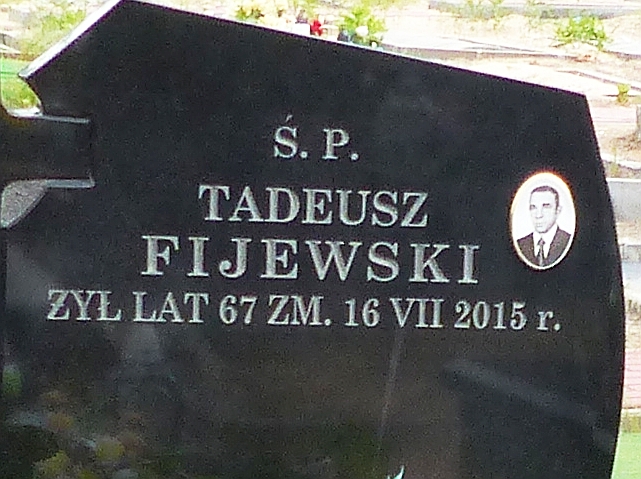 Ś. P.
TADEUSZ
FIJEWSKI
ŻYŁ LAT 67 ZM. 16 VII 2015 r.